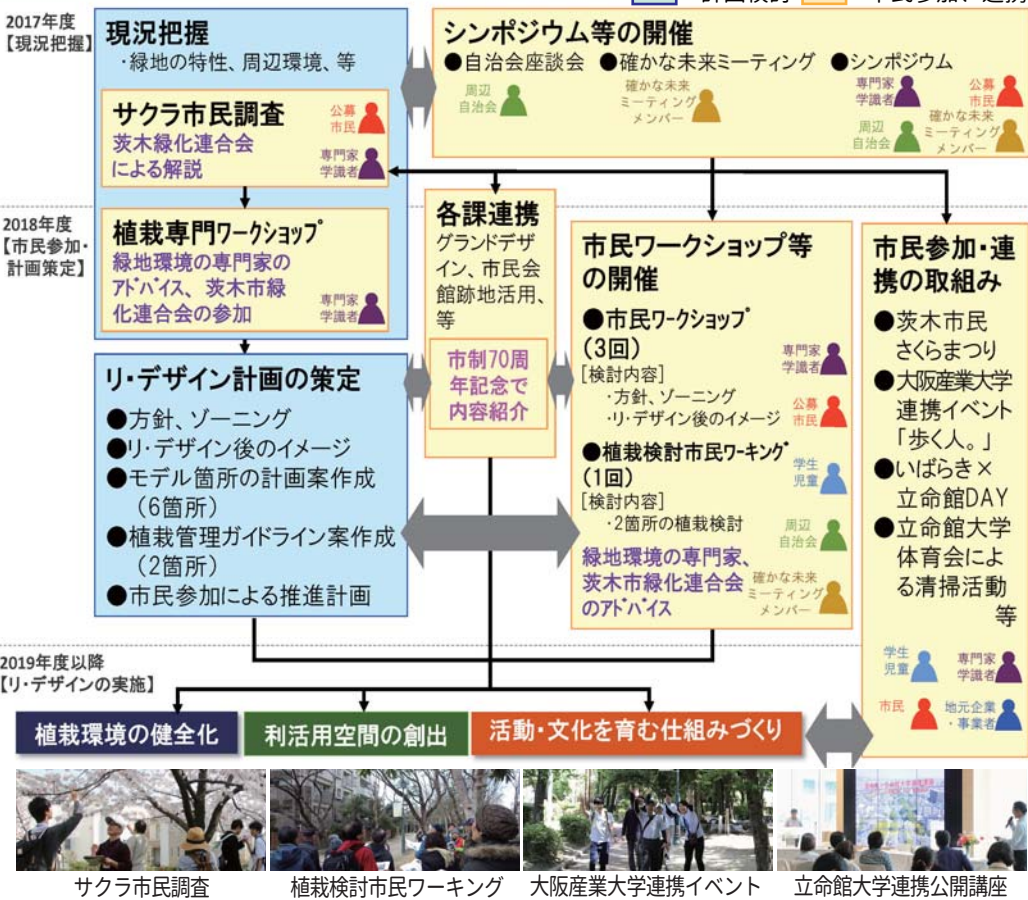 計画検討
市民参加、連携
2017年度
【現況把握】
現況把握
・緑地の特性、周辺環境、等
サクラ市民調査
茨木緑化連合会
による解説
公募
市民
専門家
学識者
シンポジウム等の開催
●自治会座談会 ●確かな未来ミーティング ●シンポジウム
周辺
自治会
確かな未来
ミーティング
メンバー
専門家
学識者
公募
市民
周辺
自治会
確かな未来
ミーティング
メンバー
2018年度
【市民参加・
計画策定】
植栽専門ワークショップ
緑地環境の専門家の
アドバイス、茨木市緑
化連合会の参加
専門家
学識者
各課連携
グランドデザ
イン、市民会
館跡地活用、
等
市制70周
年記念で
内容紹介
リ・デザイン計画の策定
●方針、ゾーニング
●リ・デザイン後のイメージ
●モデル箇所の計画案作成
（6箇所）
●植栽管理ガイドライン案作成
（2箇所）
●市民参加による推進計画
市民ワークショップ等
の開催
●市民ワークショップ
（3回）
[検討内容]
・方針、ゾーニング
・リ・デザイン後のイメージ
●植栽検討市民ワーキング
（1回）
[検討内容]
・2箇所の植栽検討
緑地環境の専門家、
茨木市緑化連合会
のアドバイス
専門家
学識者
公募
市民
学生
児童
周辺
自治会
確かな未来
ミーティング
メンバー
市民参加・連
携の取組み
●茨木市民
さくらまつり
●大阪産業大学
連携イベント
「歩く人。」
●いばらき×
立命館DAY
●立命館大学
体育会によ
る清掃活動
等
学生
児童
専門家
学識者
市民
地元企業
・事業者
2019年度以降
【リ・デザインの実施】
植栽環境の健全化
利活用空間の創出
活動・文化を育む仕組みづくり
サクラ市民調査
植栽検討市民ワーキング
大阪産業大学連携イベント
立命館大学連携公開講座